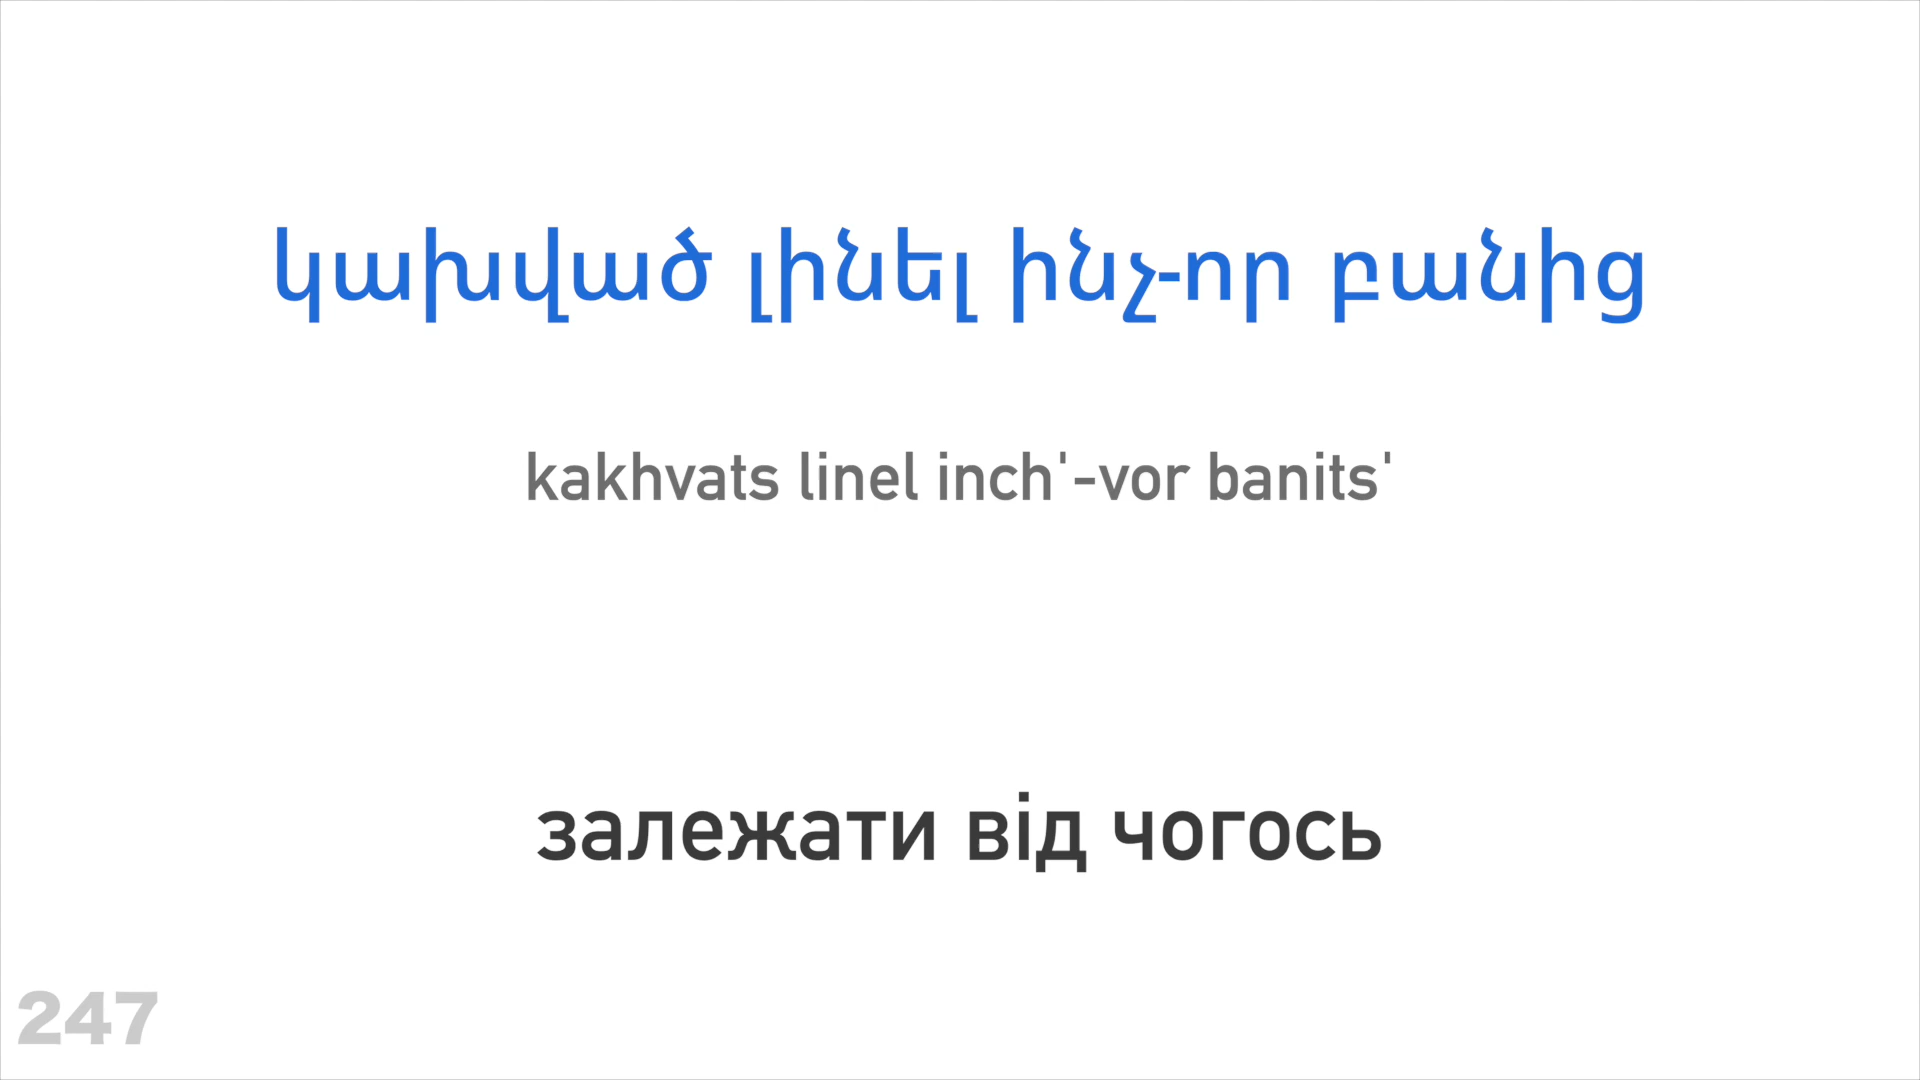 կախված լինել ինչ-որ բանից
kakhvats linel inch'-vor banits'
залежати від чогось
247